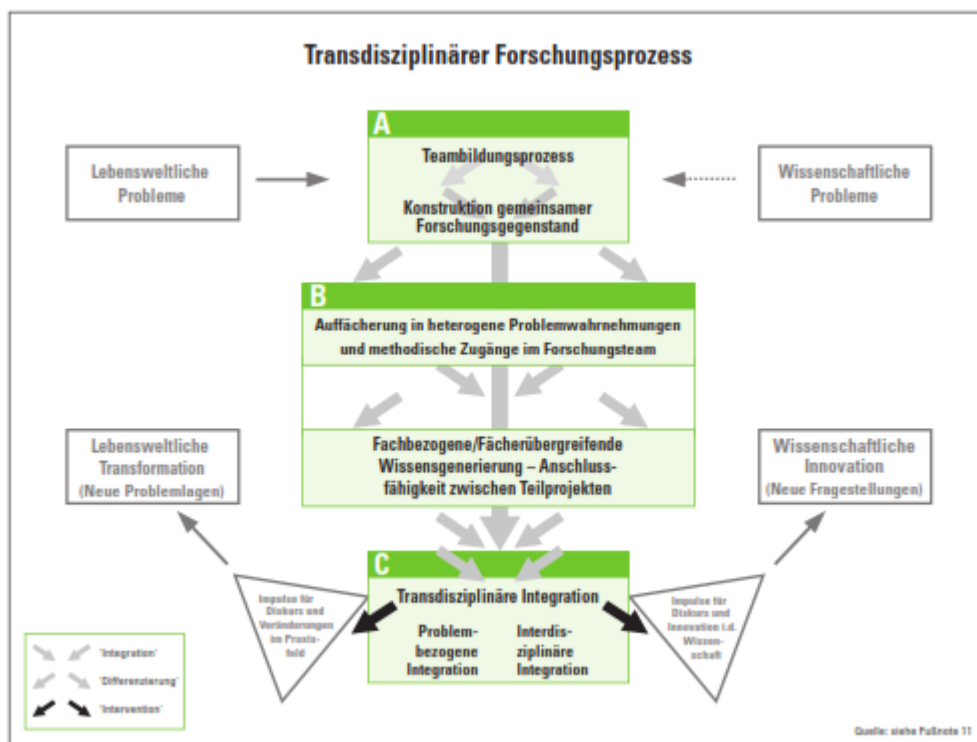 Transdisziplinärer Forschungsprozess
A
Teambildungsprozess
Konstruktion gemeinsamer
Forschungsgegenstand
Lebensweltliche
Probleme
Wissenschaftliche
Probleme
B
Auffächerung in heterogene Problemwahrnehmungen
und methodische Zugänge im Forschungsteam
Fachbezogene/Fächerübergreifende
Wissensgenerierung – Anschluss-
fähigkeit zwischen Teilprojekten
Lebensweltliche
Transformation
(Neue Problemlagen)
Wissenschaftliche
Innovation
(Neue Fragestellungen)
C
Transdisziplinäre Integration
Problem-
bezogene
Integration
Interdis-
ziplinäre
Integration
Impulse für
Diskurs und
Veränderungen
im Praxis-
feld
Impulse für
Diskurs und
Innovation i.d.
Wissen-
schaft
'Integration'
'Differenzierung'
'Intervention'
Quelle: siehe Fußnote 11